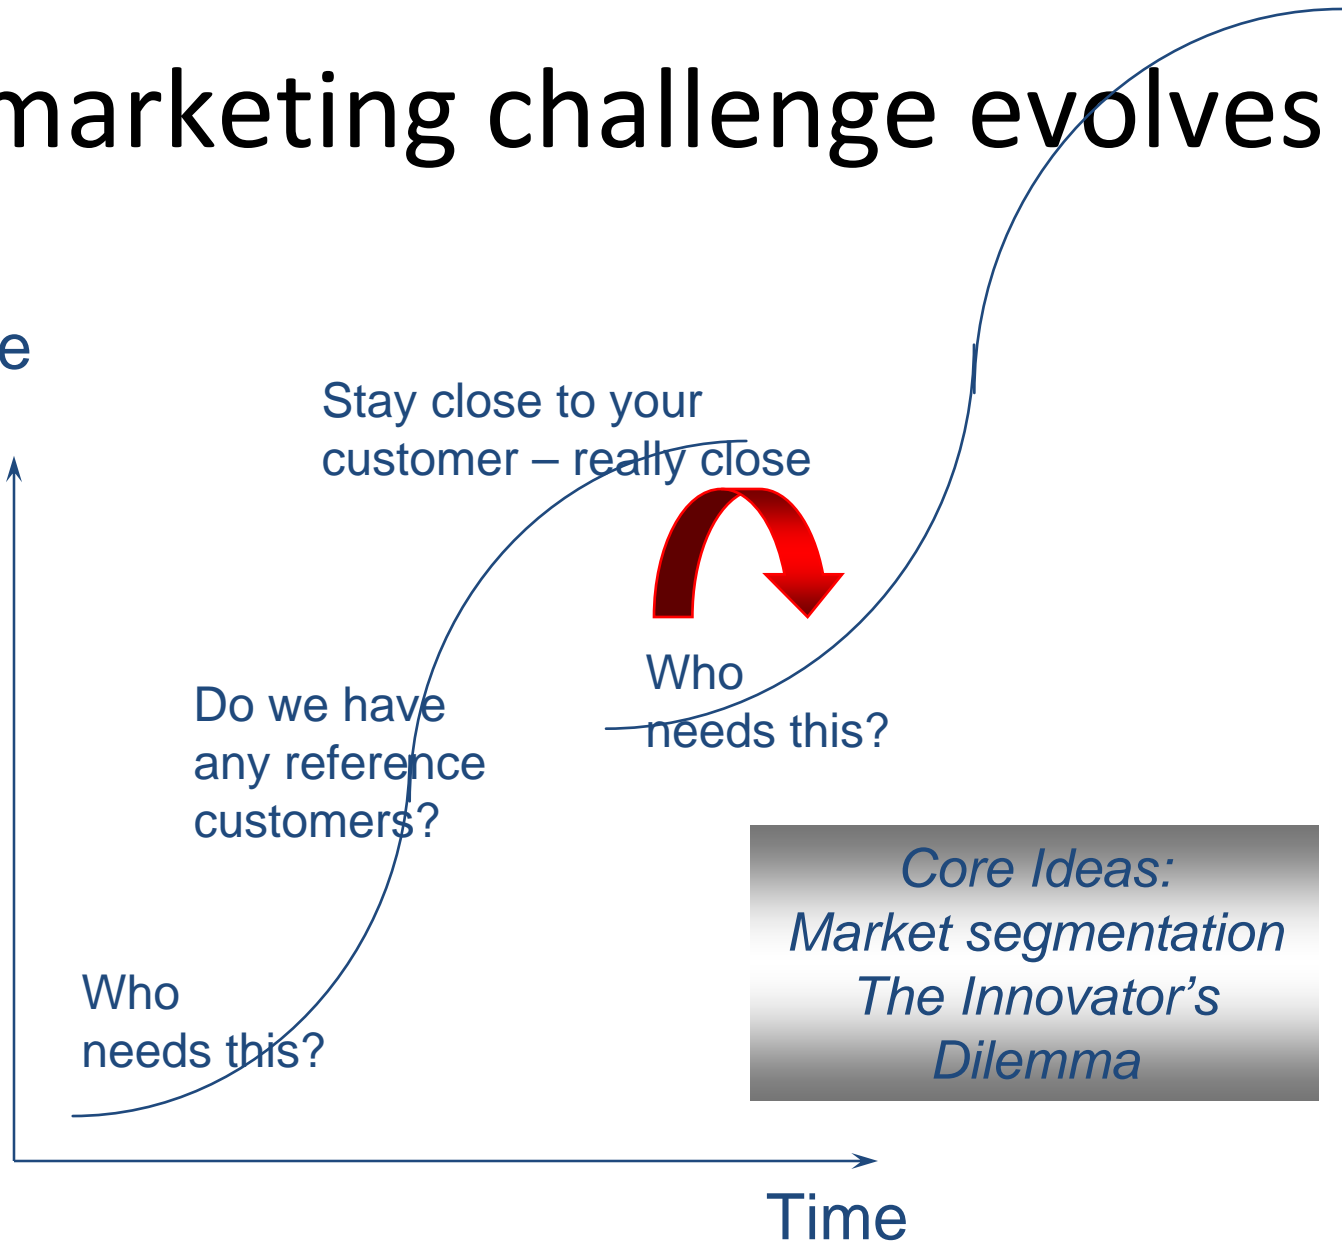 marketing challenge evolves
e
Stay close to your
customer – really close
Who
needs this?
Do we have
any reference
customers?
Who
needs this?
Core Ideas:
Market segmentation
The Innovator’s
Dilemma
Time